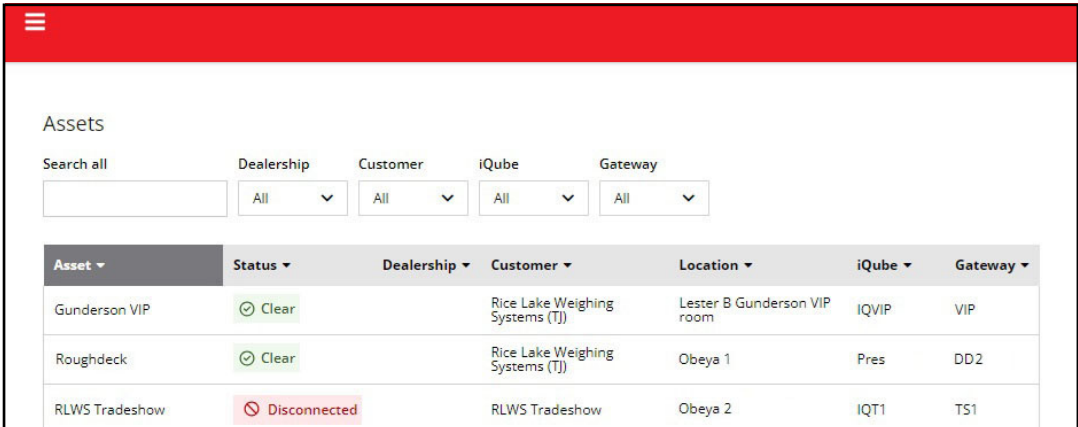 Assets
Search all Dealership Customer iQube Gateway
All All All All
Asset Status Dealership Customer Location iQube Gateway
Gunderson VIP Clear Rice Lake Weighing Systems (TJ) Lester B Gunderson VIP room IQVIP VIP
Roughdeck Clear Rice Lake Weighing Systems (TJ) Obeya 1 Pres DD2
RLWS Tradeshow Disconnected RLWS Tradeshow Obeya 2 IQT1 TS1